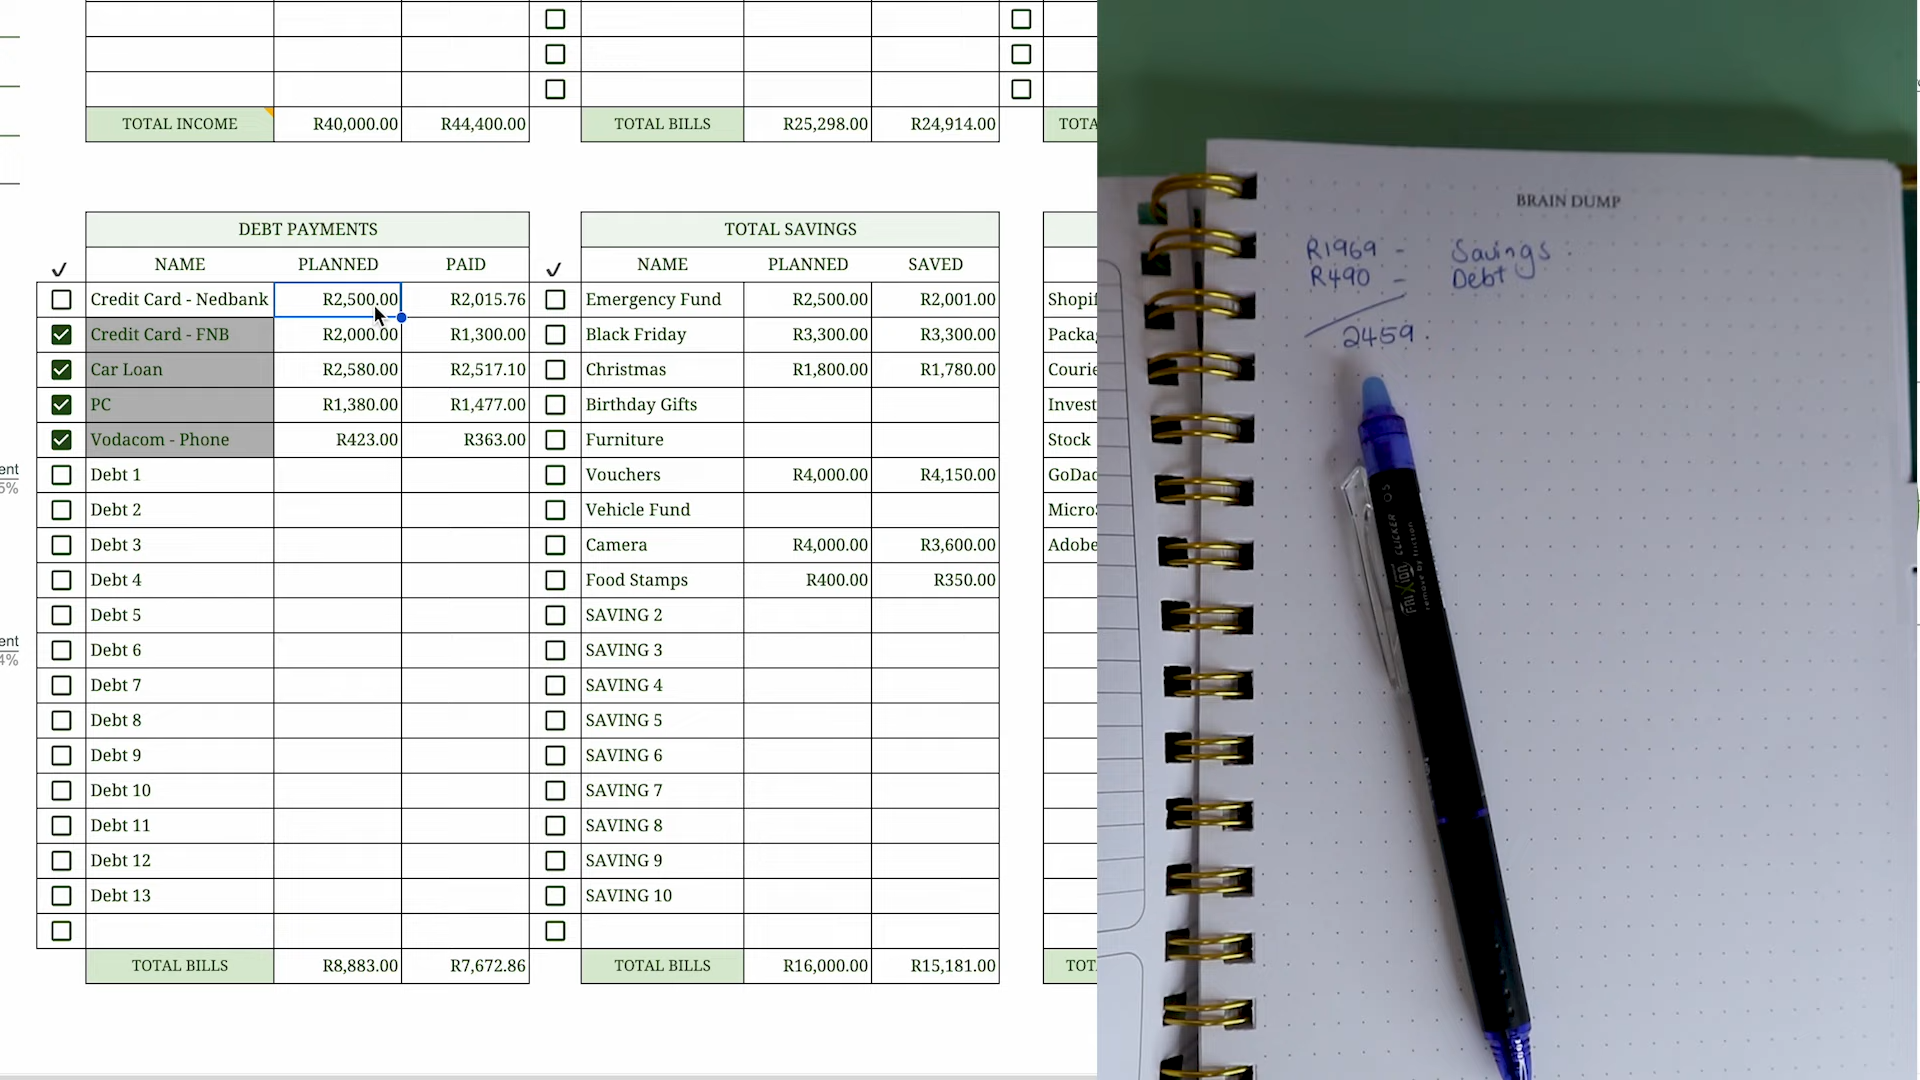 TOTAL INCOME R40,000.00 R44,400.00 TOTAL BILLS R25,298.00 R24,914.00
DEBT PAYMENTS TOTAL SAVINGS
NAME PLANNED PAID NAME PLANNED SAVED
Credit Card - Nedbank R2,500.00 R2,015.76 Emergency Fund R2,500.00 R2,001.00
Credit Card - FNB R2,000.00 R1,300.00 Black Friday R3,300.00 R3,300.00
Car Loan R2,580.00 R2,517.10 Christmas R1,800.00 R1,780.00
PC R1,380.00 R1,477.00 Birthday Gifts
Vodacom - Phone R423.00 R363.00 Furniture Stock
Debt 1 Vouchers R4,000.00 R4,150.00
Debt 2 Vehicle Fund
Debt 3 Camera R4,000.00 R3,600.00 Adobe
Debt 4 Food Stamps R400.00 R350.00
Debt 5 SAVING 2
Debt 6 SAVING 3
Debt 7 SAVING 4
Debt 8 SAVING 5
Debt 9 SAVING 6
Debt 10 SAVING 7
Debt 11 SAVING 8
Debt 12 SAVING 9
Debt 13 SAVING 10
TOTAL BILLS R8,883.00 R7,672.86 TOTAL BILLS R16,000.00 R15,181.00
BRAIN DUMP
R1969 - Savings
R490 - Debt
2459.
FRIXION CLICKER 05
remove by friction